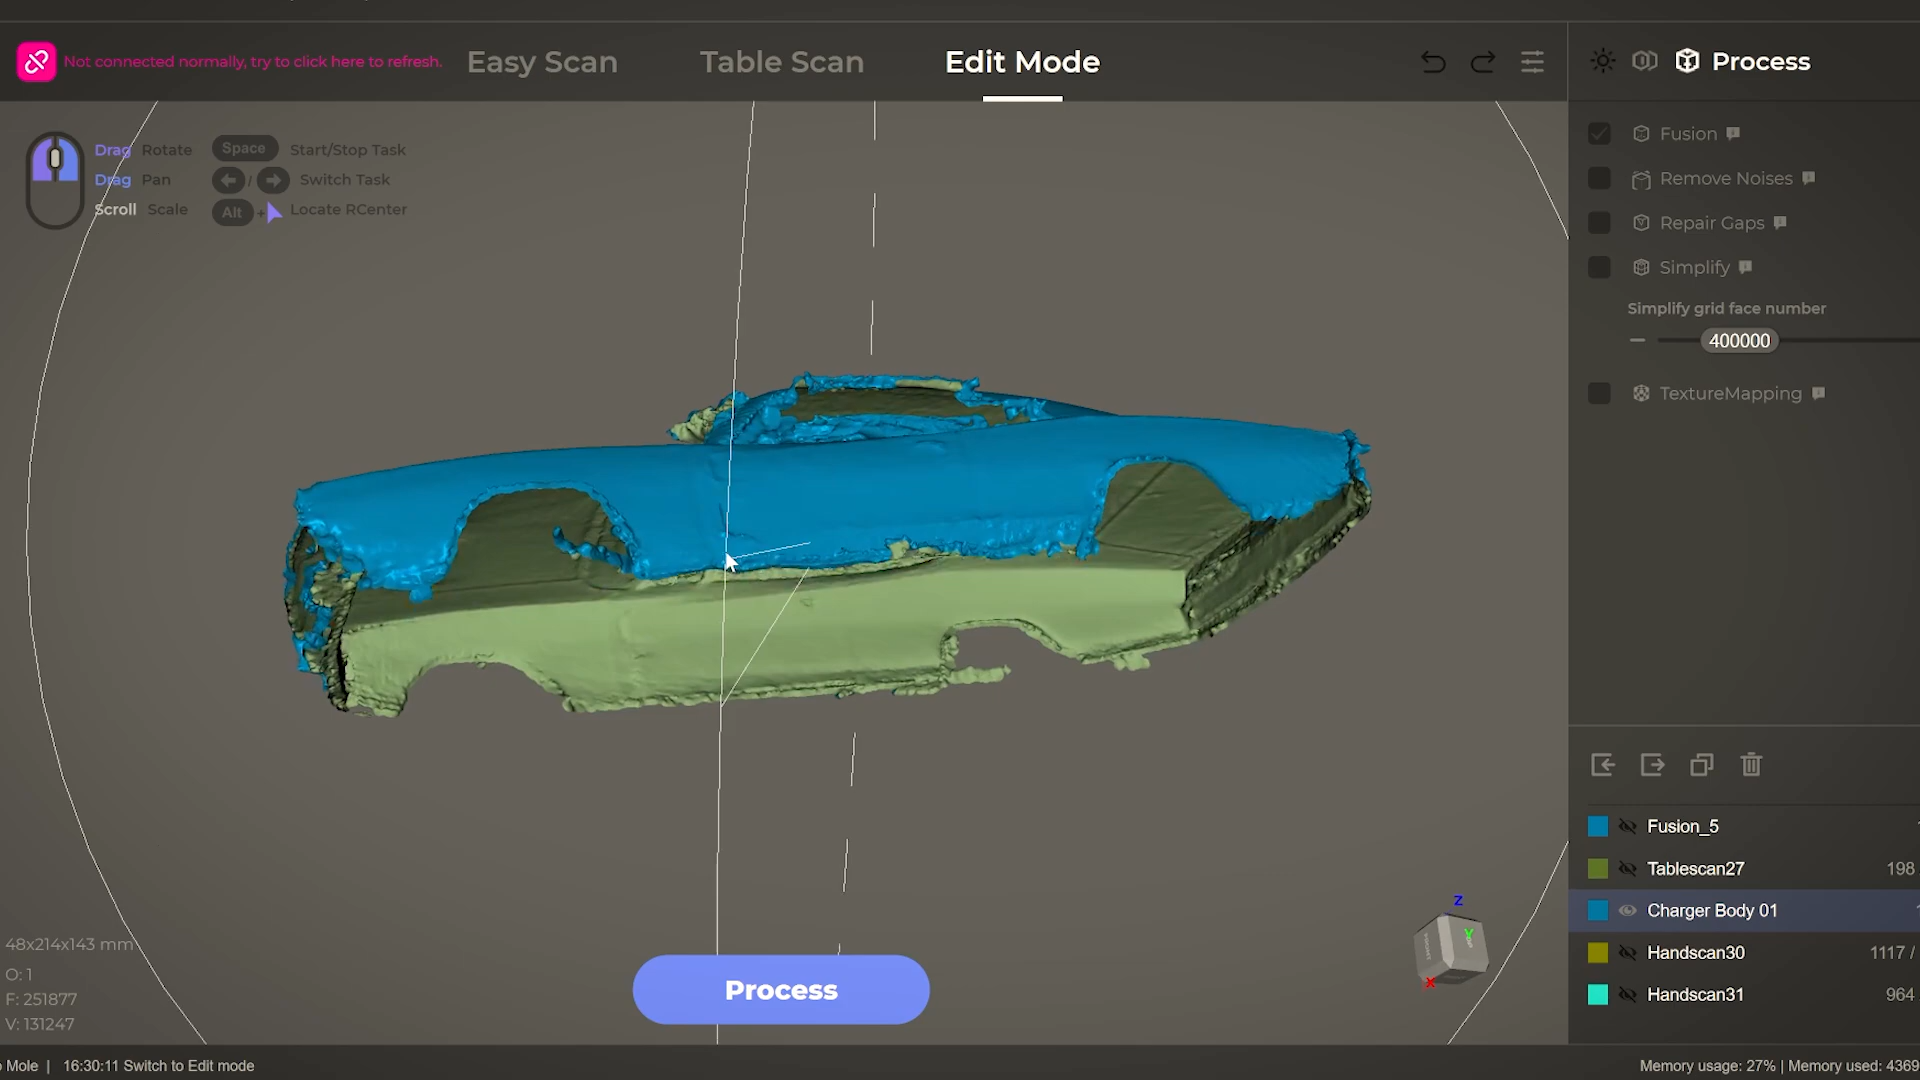 Not connected normally, try to click here to refresh.
Easy Scan
Table Scan
Edit Mode
Process
Drag Rotate
Space Start/Stop Task
Drag Pan
/ Switch Task
Scroll Scale
Alt + Locate RCenter
Fusion
Remove Noises
Repair Gaps
Simplify
Simplify grid face number
400000
TextureMapping
Fusion_5
Tablescan27 198
Charger Body 01
Handscan30 1117 /
Handscan31 964
Z
Y
X
48x214x143 mm
O: 1
F: 251877
V: 131247
Process
Mole | 16:30:11 Switch to Edit mode
Memory usage: 27% | Memory used: 4369